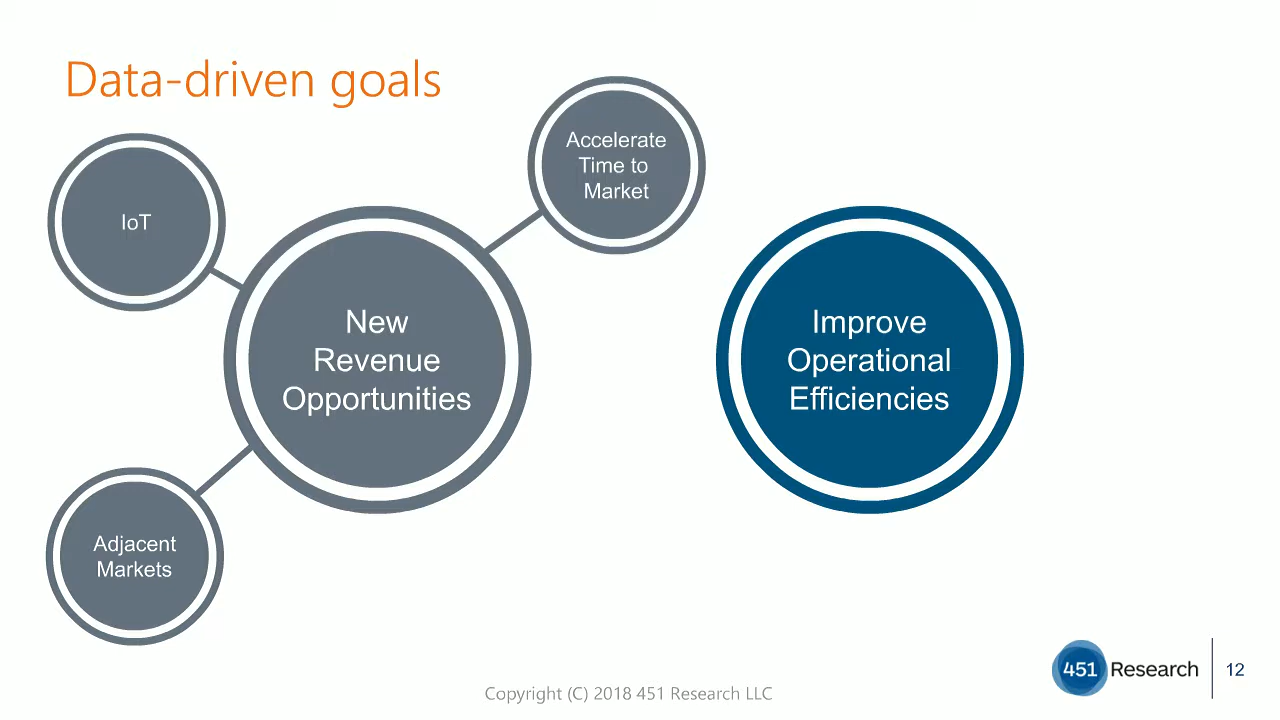 Data-driven goals
Accelerate
Time to
Market
IoT
New
Revenue
Opportunities
Improve
Operational
Efficiencies
Adjacent
Markets
451 Research
12
Copyright (C) 2018 451 Research LLC